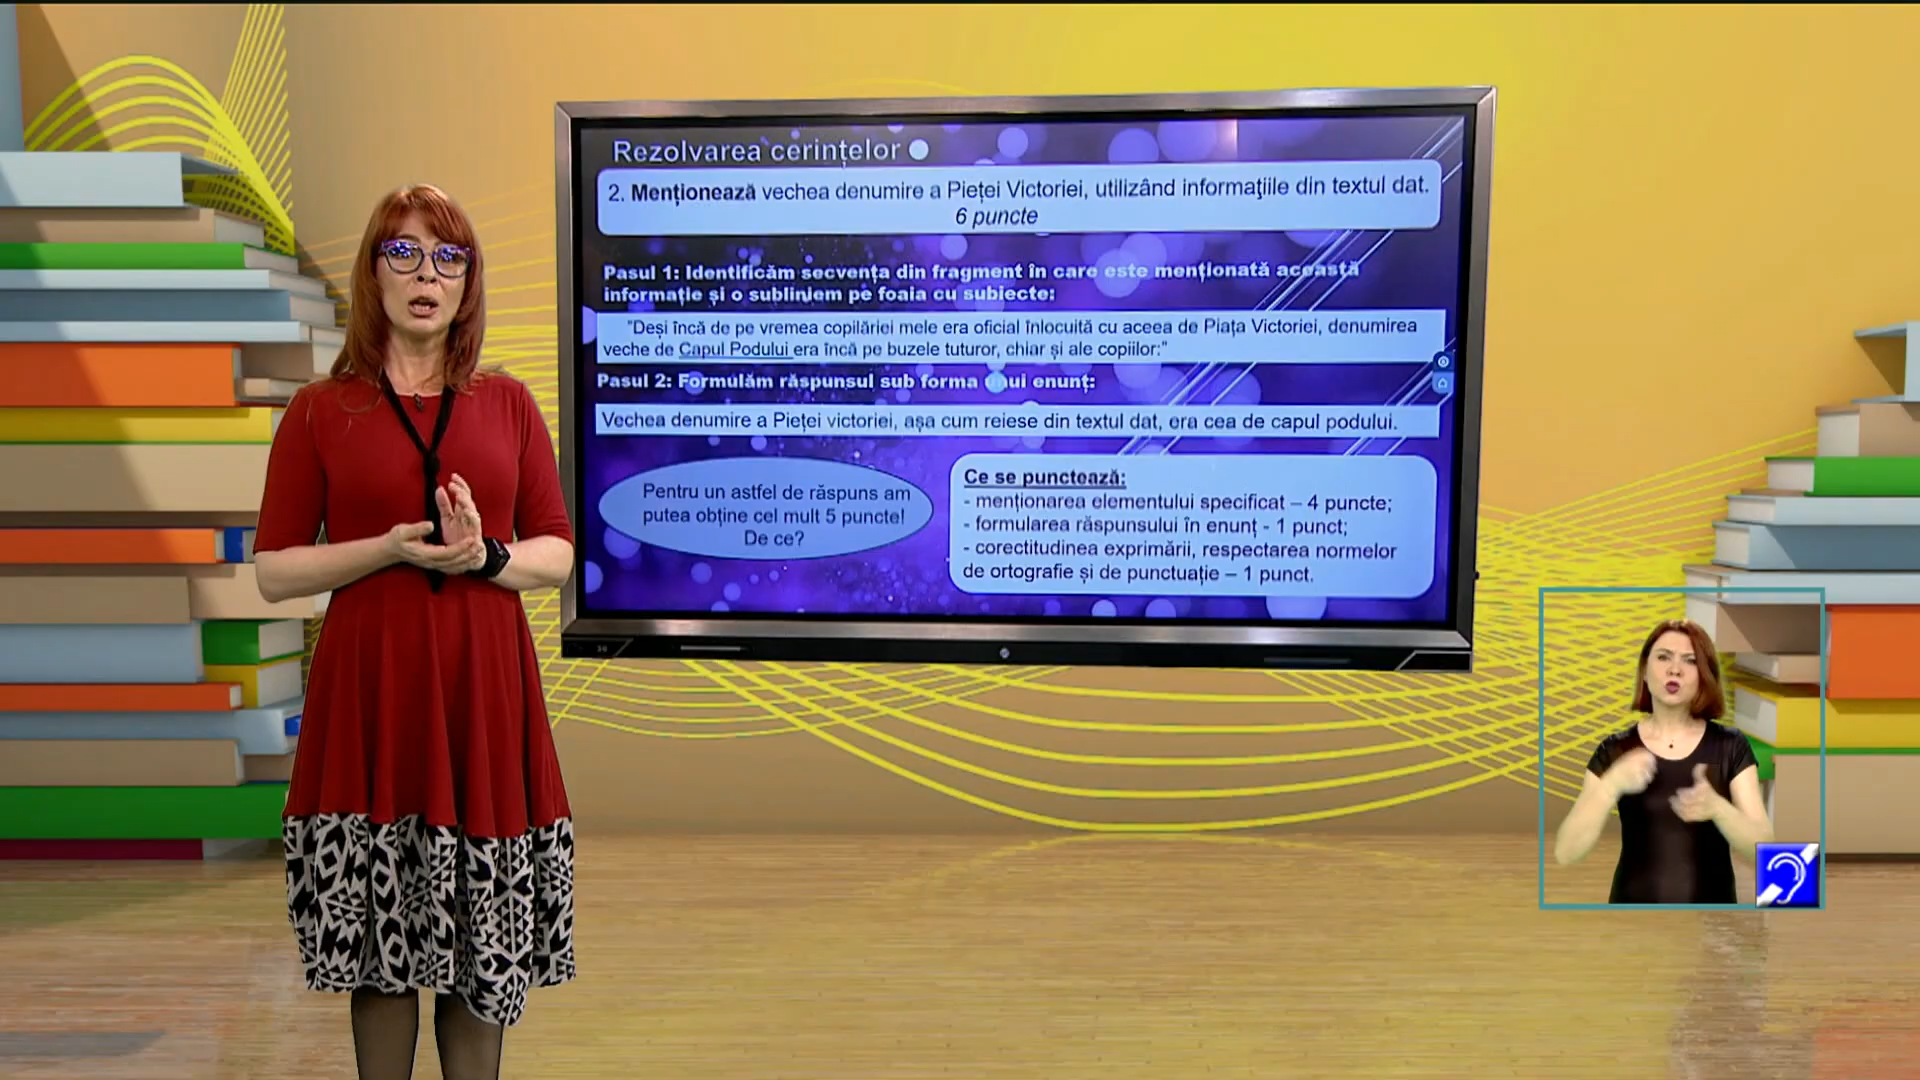 Rezolvarea cerințelor
2. Menționează vechea denumire a Pieței Victoriei, utilizând informaţiile din textul dat.
6 puncte
Pasul 1: Identificăm secvența din fragment în care este menționată această
informație și o subliniem pe foaia cu subiecte:
"Deși încă de pe vremea copilăriei mele era oficial înlocuită cu aceea de Piața Victoriei, denumirea
veche de Capul Podului era încă pe buzele tuturor, chiar și ale copiilor:"
Pasul 2: Formulăm răspunsul sub forma unui enunț:
Vechea denumire a Pieței victoriei, așa cum reiese din textul dat, era cea de capul podului.
Pentru un astfel de răspuns am
putea obține cel mult 5 puncte!
De ce?
Ce se punctează:
- menționarea elementului specificat – 4 puncte;
- formularea răspunsului în enunț - 1 punct;
- corectitudinea exprimării, respectarea normelor
de ortografie și de punctuație – 1 punct.